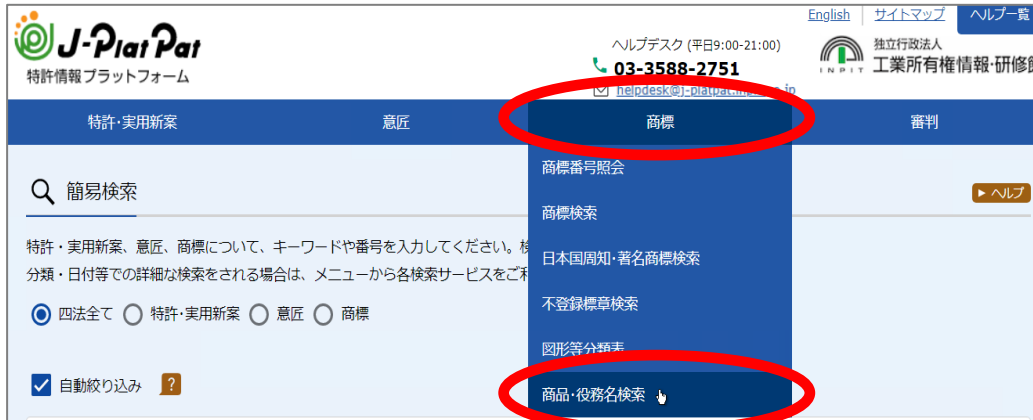 English サイトマップ ヘルプ一覧
J-PlatPat
特許情報プラットフォーム
ヘルプデスク (平日9:00-21:00)
03-3588-2751
helpdesk@j-platpat.inpit
INPIT
独立行政法人
工業所有権情報・研修
特許・実用新案 意匠 商標 審判
簡易検索
ヘルプ
特許・実用新案、意匠、商標について、キーワードや番号を入力してください。
分類・日付等での詳細な検索をされる場合は、メニューから各検索サービスをご
四法全て 特許・実用新案 意匠 商標
自動絞り込み ?
商標番号照会
商標検索
日本国周知・著名商標検索
不登録標章検索
図形等分類表
商品・役務名検索